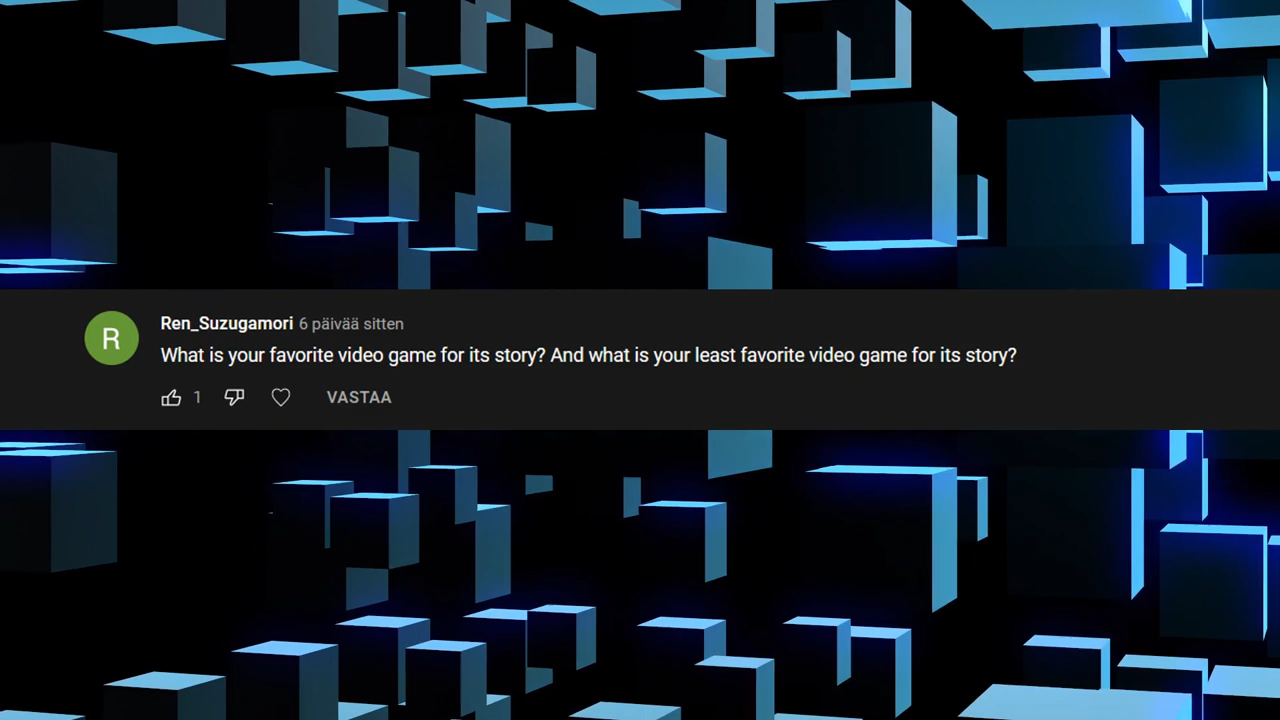 R
Ren_Suzugamori 6 päivää sitten
What is your favorite video game for its story? And what is your least favorite video game for its story?
1 VASTAA